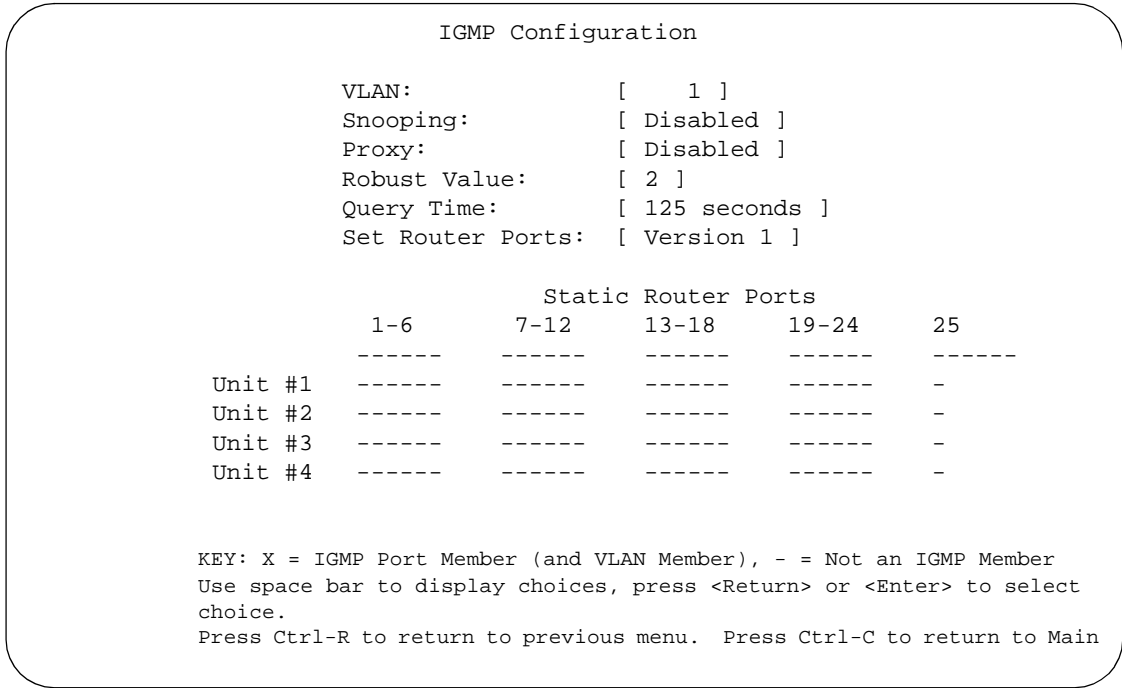 IGMP Configuration
VLAN: [ 1 ]
Snooping: [ Disabled ]
Proxy: [ Disabled ]
Robust Value: [ 2 ]
Query Time: [ 125 seconds ]
Set Router Ports: [ Version 1 ]
Static Router Ports
1-6 7-12 13-18 19-24 25
------ ------ ------ ------ ------
Unit #1 ------ ------ ------ ------ -
Unit #2 ------ ------ ------ ------ -
Unit #3 ------ ------ ------ ------ -
Unit #4 ------ ------ ------ ------ -
KEY: X = IGMP Port Member (and VLAN Member), - = Not an IGMP Member
Use space bar to display choices, press <Return> or <Enter> to select
choice.
Press Ctrl-R to return to previous menu. Press Ctrl-C to return to Main